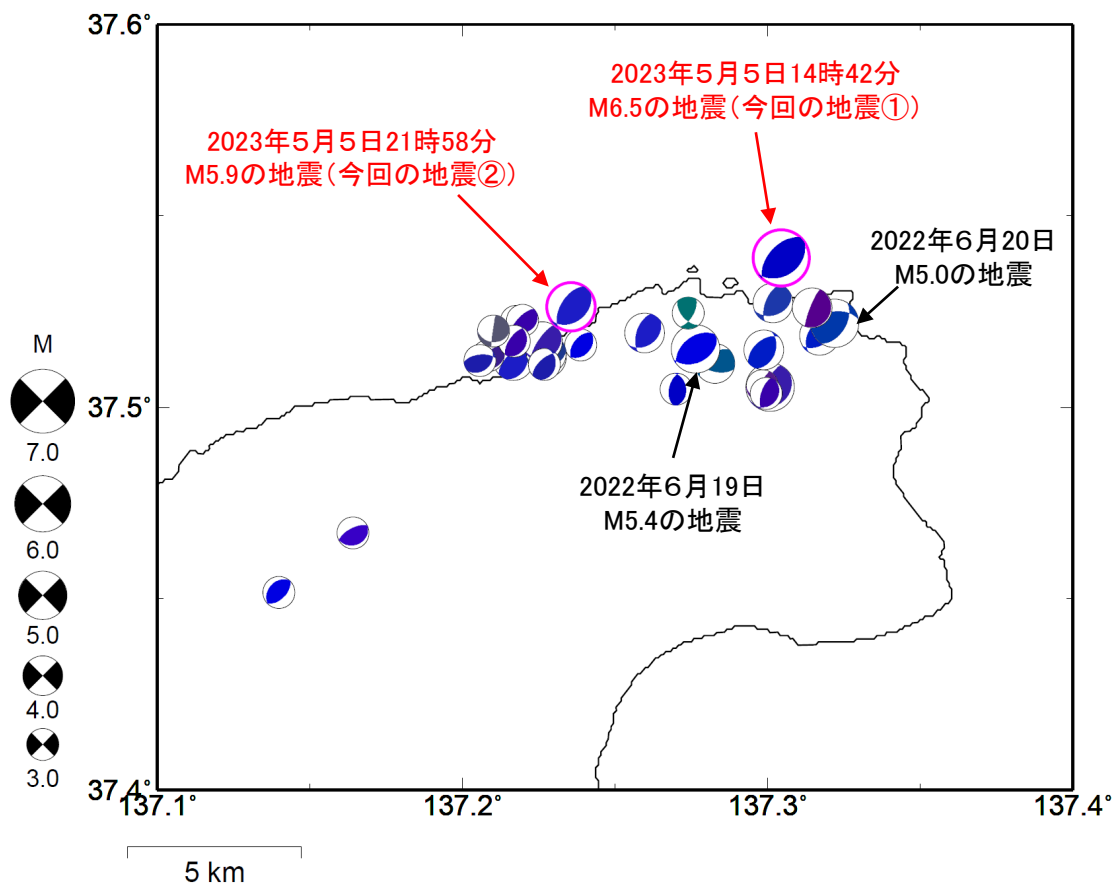 37.6°
2023年5月5日14時42分
M6.5の地震(今回の地震①)
2023年5月5日21時58分
M5.9の地震(今回の地震②)
2022年6月20日
M5.0の地震
M
7.0
6.0
5.0
4.0
3.0
37.5°
2022年6月19日
M5.4の地震
37.4°
137.1°
137.2°
137.3°
137.4°
5 km